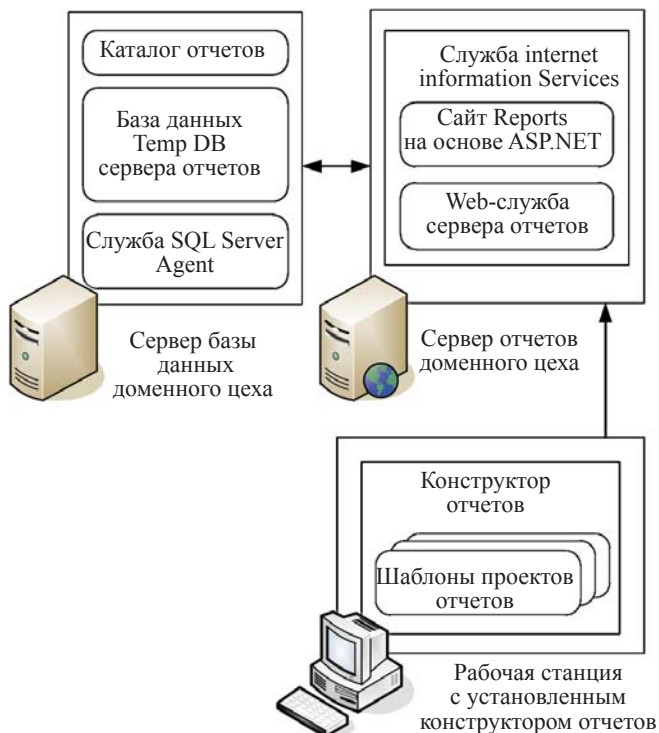 Каталог отчетов
База данных
Temp DB
сервера отчетов
Служба SQL Server
Agent
Сервер базы
данных
доменного цеха
Служба internet
information Services
Сайт Reports
на основе ASP.NET
Web-служба
сервера отчетов
Сервер отчетов
доменного цеха
Конструктор
отчетов
Шаблоны проектов
отчетов
Рабочая станция
с установленным
конструктором отчетов